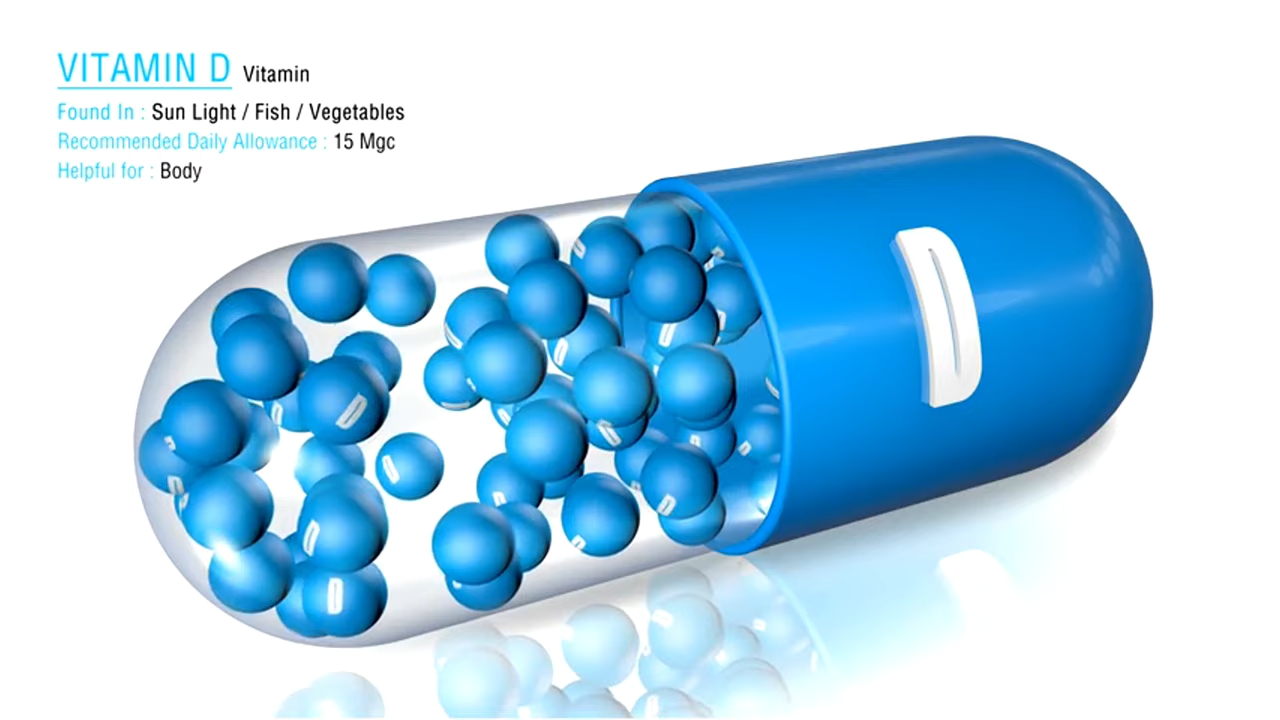 VITAMIN D Vitamin
Found In : Sun Light / Fish / Vegetables
Recommended Daily Allowance : 15 Mgc
Helpful for : Body
D